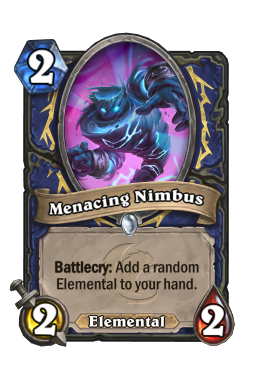 2
Menacing Nimbus
Battlecry: Add a random
Elemental to your hand.
2
Elemental
2